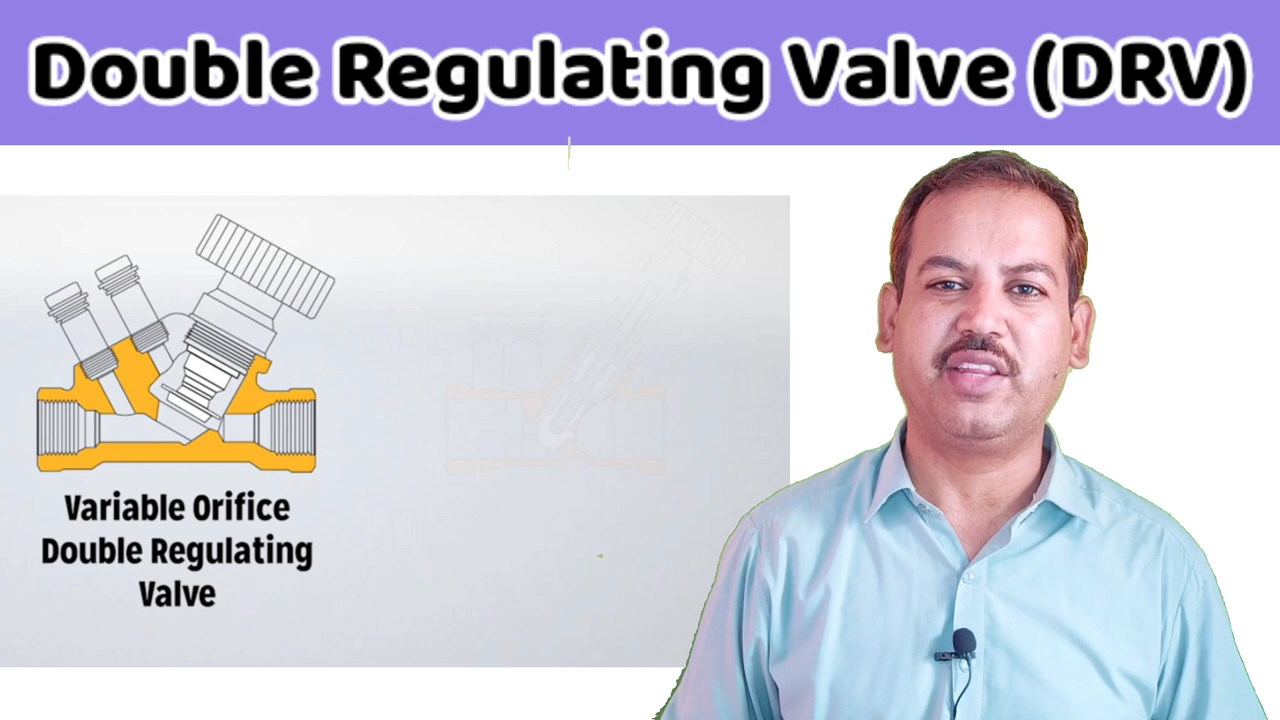 Double Regulating Valve (DRV)
Variable Orifice
Double Regulating
Valve